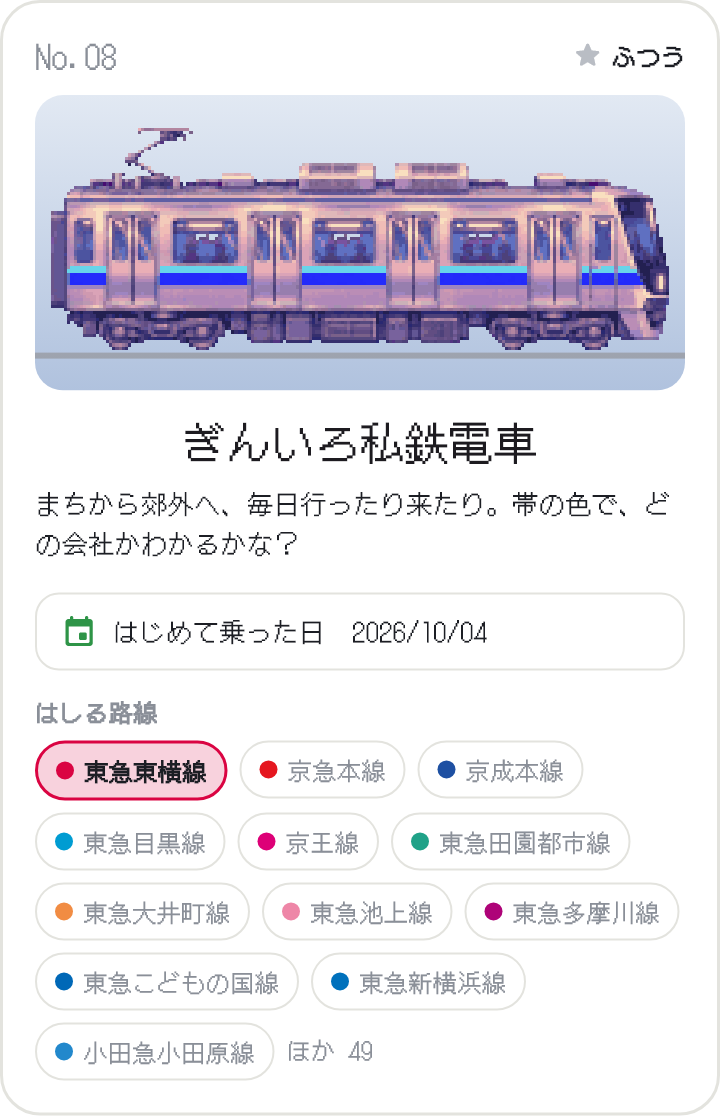 No. 08
ふつう
ぎんいろ私鉄電車
まちから郊外へ、毎日行ったり来たり。帯の色で、ど
の会社かわかるかな？
はじめて乗った日 2026/10/04
はしる路線
東急東横線 京急本線 京成本線
東急目黒線 京王線 東急田園都市線
東急大井町線 東急池上線 東急多摩川線
東急こどもの国線 東急新横浜線
小田急小田原線 ほか 49